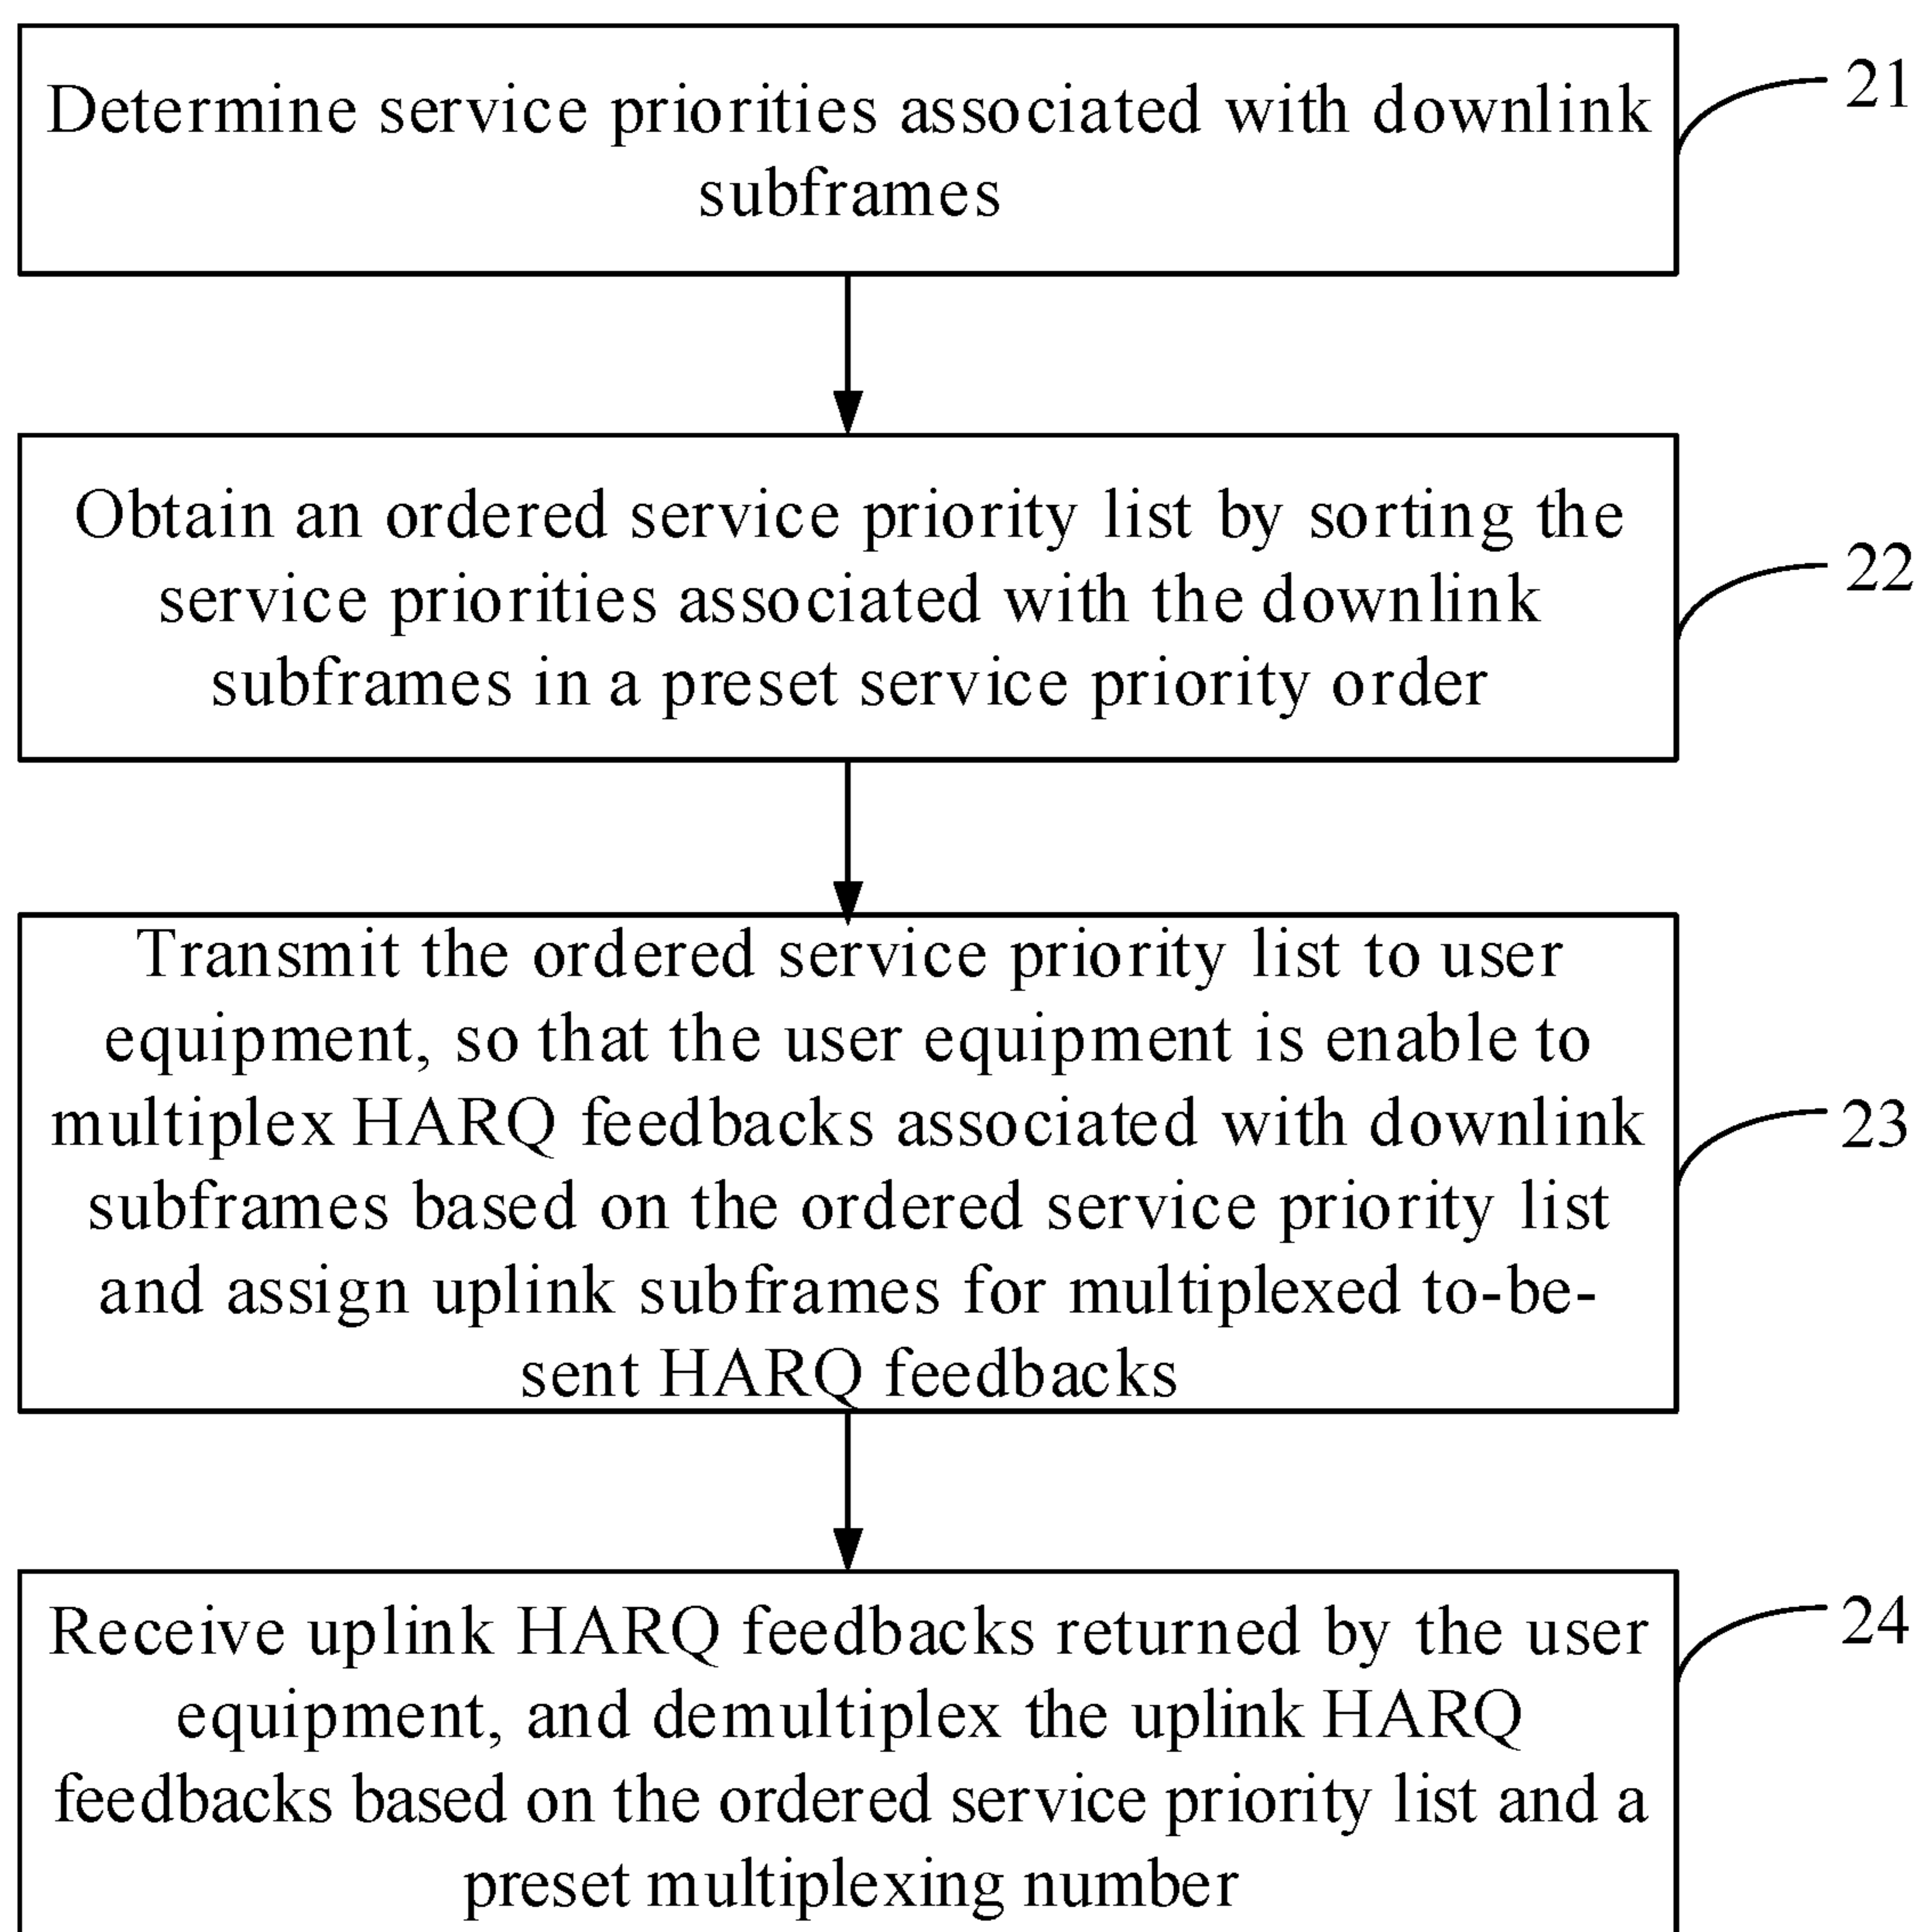 Determine service priorities associated with downlink
subframes
21
Obtain an ordered service priority list by sorting the
service priorities associated with the downlink
subframes in a preset service priority order
22
Transmit the ordered service priority list to user
equipment, so that the user equipment is enable to
multiplex HARQ feedbacks associated with downlink
subframes based on the ordered service priority list
and assign uplink subframes for multiplexed to-be-
sent HARQ feedbacks
23
Receive uplink HARQ feedbacks returned by the user
equipment, and demultiplex the uplink HARQ
feedbacks based on the ordered service priority list and a
preset multiplexing number
24